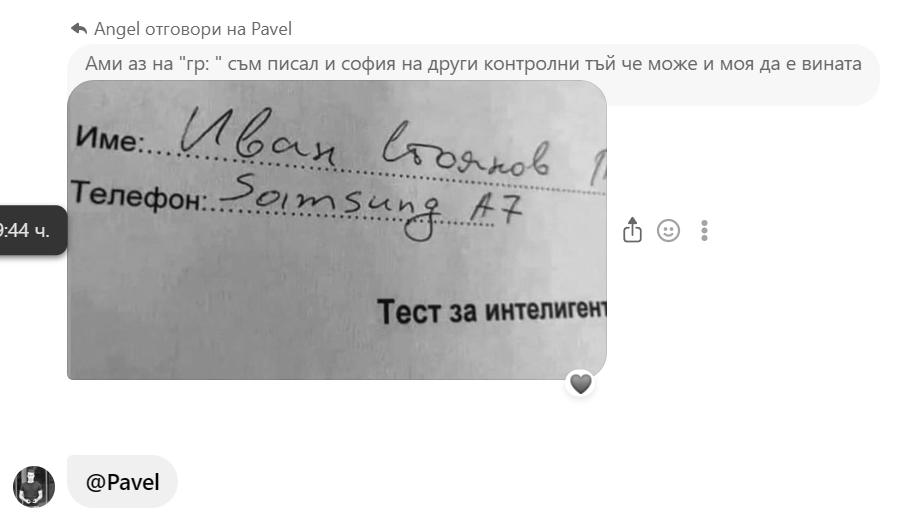 Angel отговори на Pavel
Ами аз на "гр: " съм писал и софия на други контролни тъй че може и моя да е вината
Име:.. Иван Стоянов
Телефон:.. Samsung A7
9:44 ч.
Тест за интелигент
@Pavel